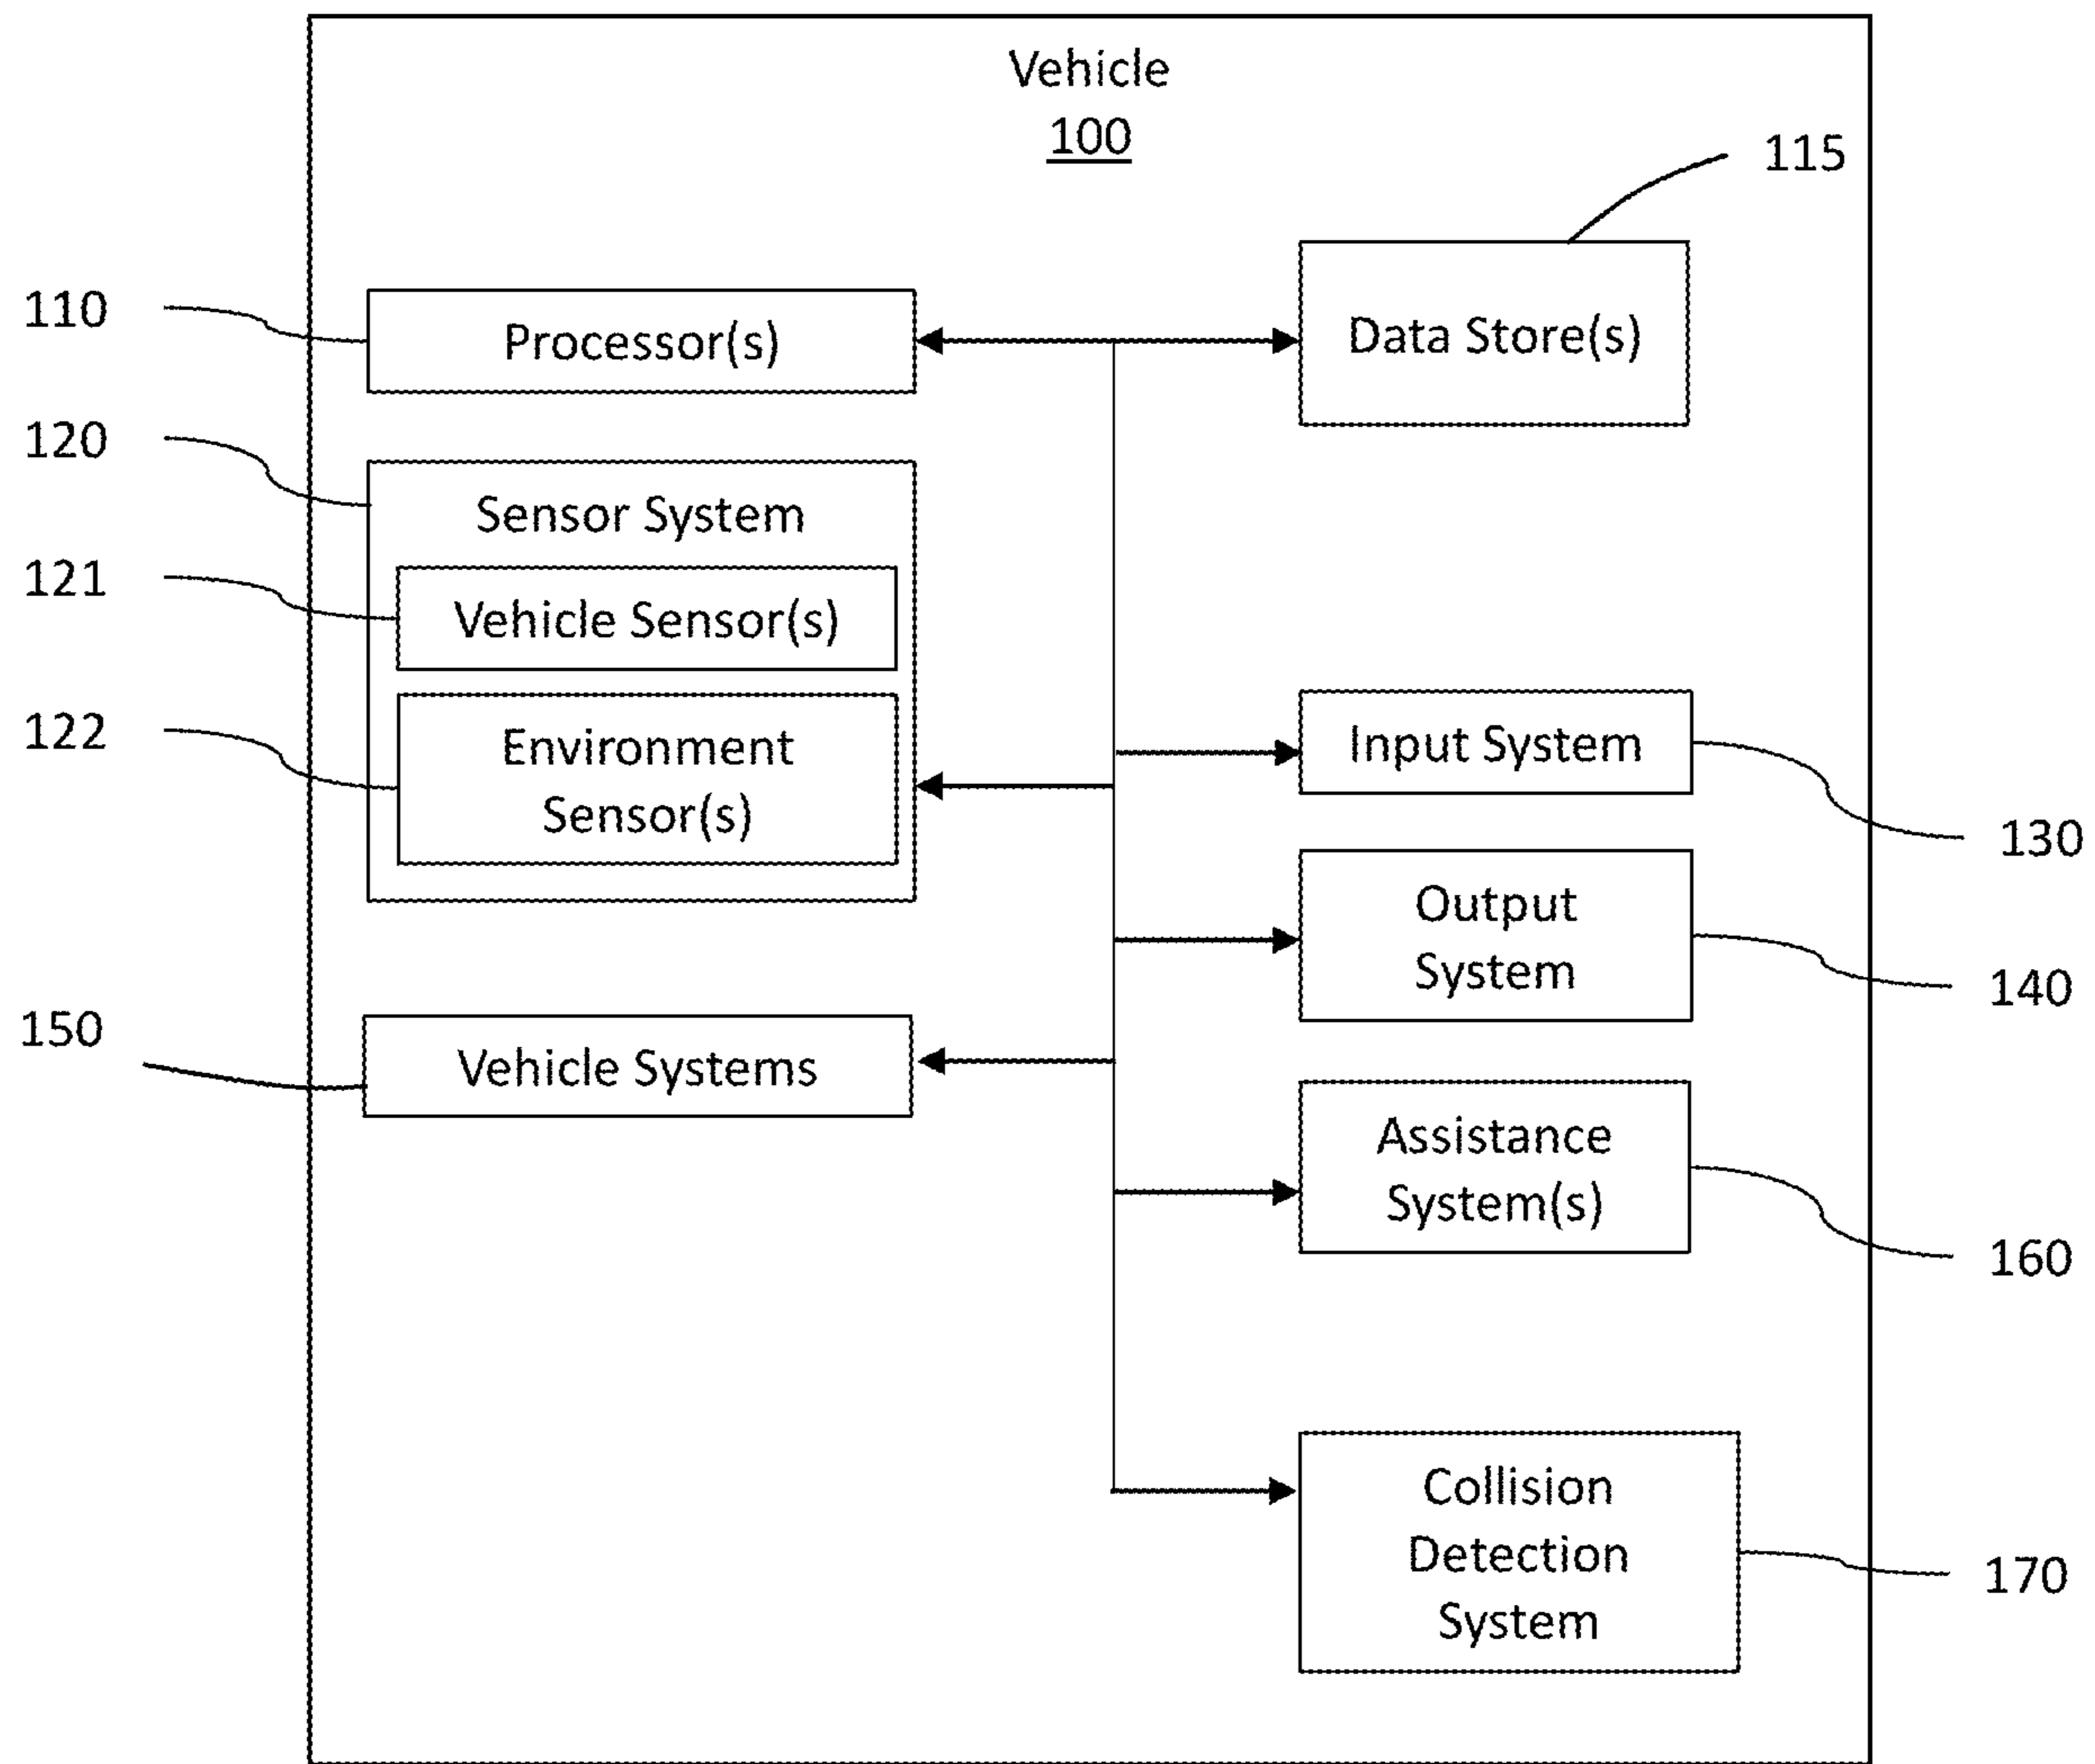 Vehicle
100
115
110
Processor(s)
Data Store(s)
120
Sensor System
121
Vehicle Sensor(s)
122
Environment
Sensor(s)
Input System
130
Output
System
140
150
Vehicle Systems
Assistance
System(s)
160
Collision
Detection
System
170